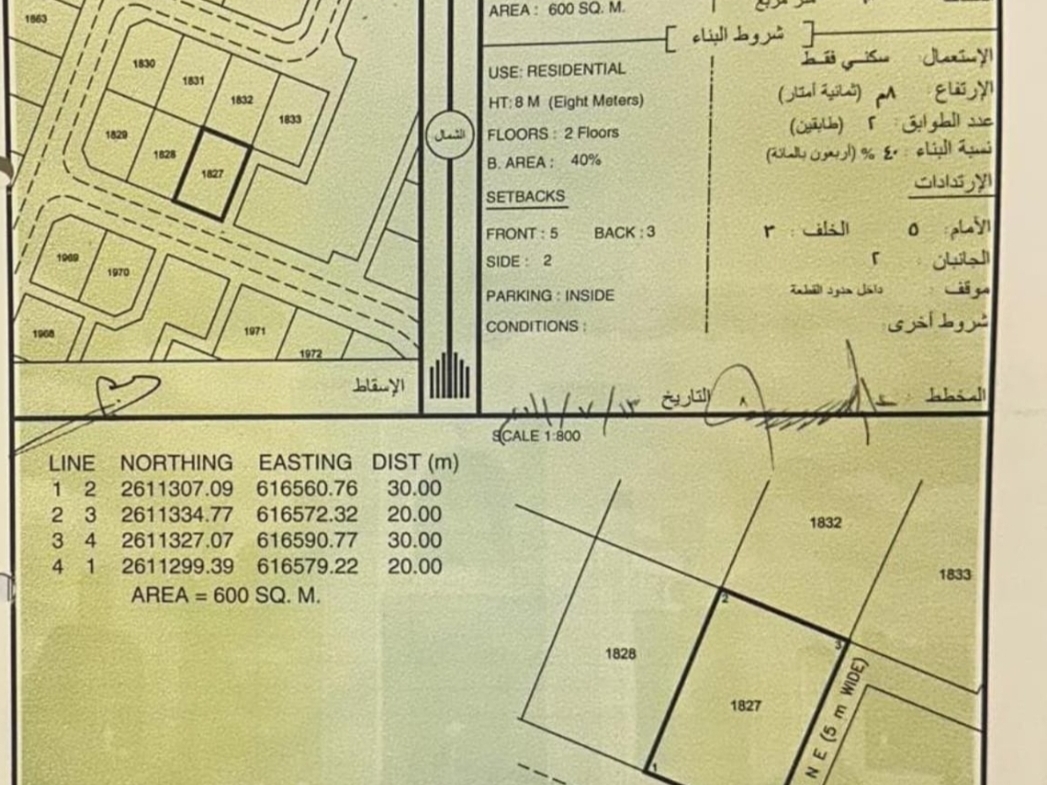 1863
1830
1831
1832
1833
1829
1828
1827
1969
1970
1968
1971
1972
الشمال
الإسقاط
AREA : 600 SQ. M.
شروط البناء
USE: RESIDENTIAL
الإستعمال: سكني فقط
HT: 8 M (Eight Meters)
الإرتفاع: ٨م (ثمانية أمتار)
FLOORS : 2 Floors
عدد الطوابق: ٢ (طابقين)
B. AREA : 40%
نسبة البناء : ٤٠ % (أربعون بالمائة)
SETBACKS
الإرتدادات
FRONT : 5 BACK : 3
الأمام: ٥ الخلف : ٣
SIDE : 2
الجانبان : ٢
PARKING : INSIDE
موقف : داخل حدود القطعة
CONDITIONS :
شروط أخرى:
المخطط
التاريخ
SCALE 1:800
LINE NORTHING EASTING DIST (m)
1 2 2611307.09 616560.76 30.00
2 3 2611334.77 616572.32 20.00
3 4 2611327.07 616590.77 30.00
4 1 2611299.39 616579.22 20.00
AREA = 600 SQ. M.
1832
1833
2
3
1828
1827
1
N E (5 m WIDE)